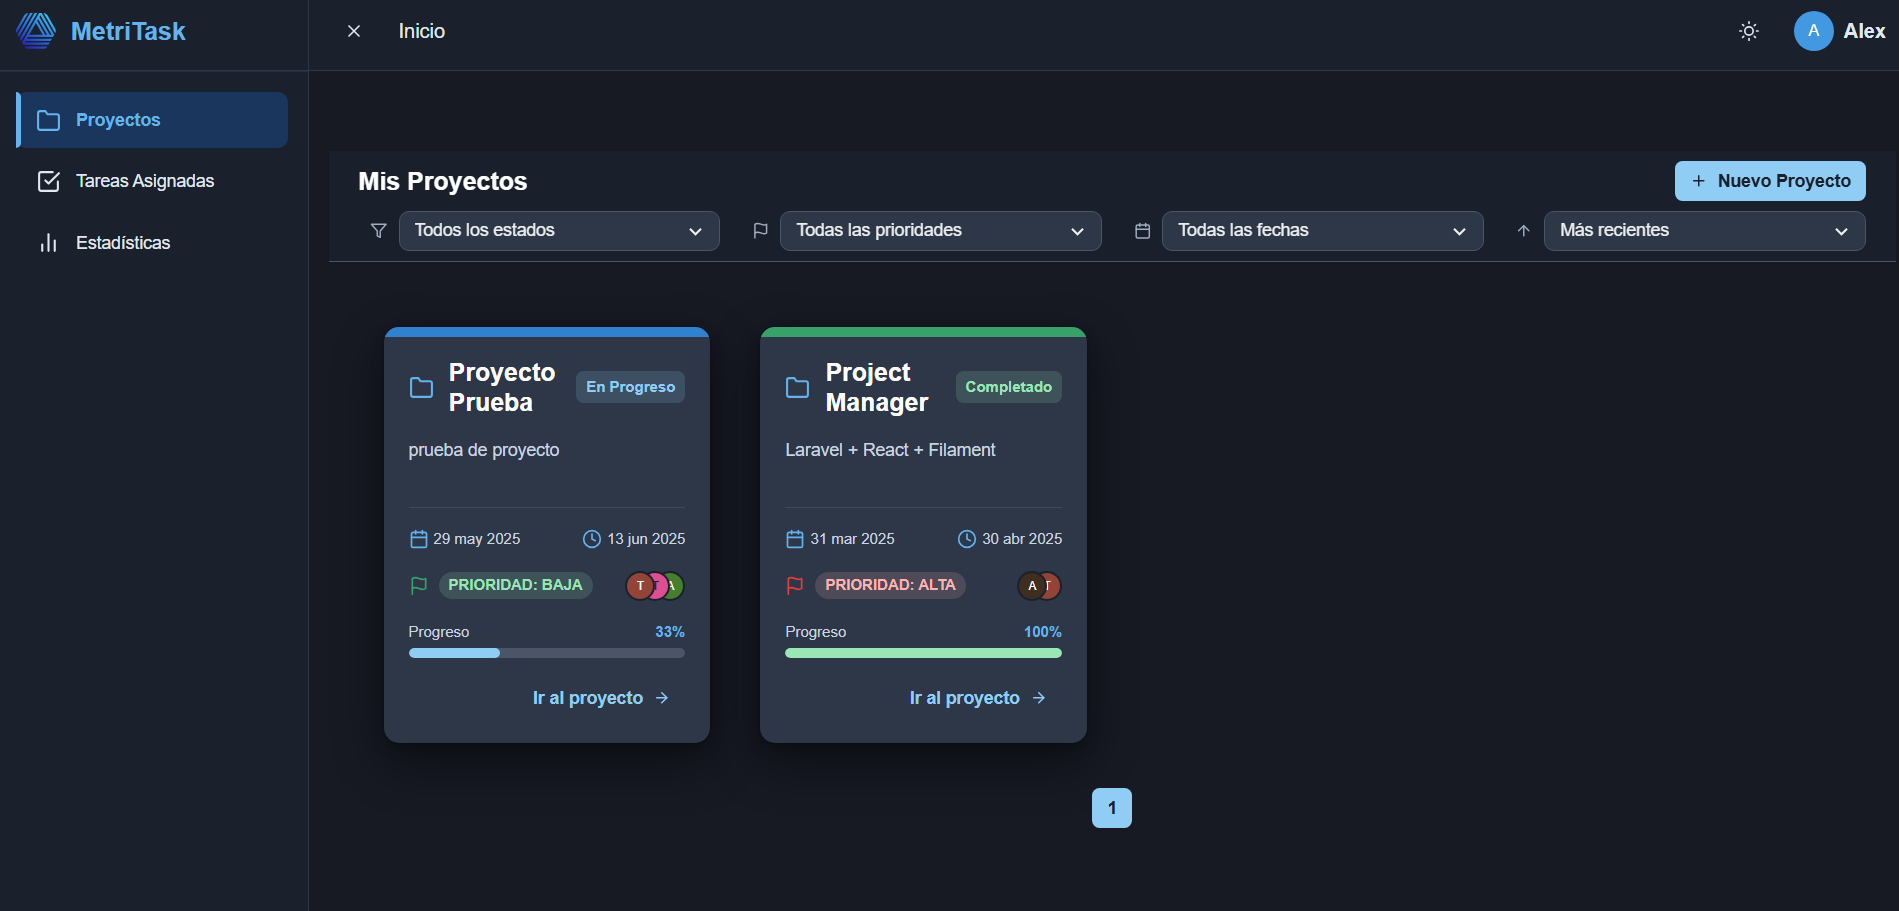 MetriTask
Inicio
A
Alex
Proyectos
Tareas Asignadas
Estadísticas
Mis Proyectos
Nuevo Proyecto
Todos los estados
Todas las prioridades
Todas las fechas
Más recientes
Proyecto
Prueba
En Progreso
prueba de proyecto
29 may 2025
13 jun 2025
PRIORIDAD: BAJA
T T A
Progreso
33%
Ir al proyecto
Project
Manager
Completado
Laravel + React + Filament
31 mar 2025
30 abr 2025
PRIORIDAD: ALTA
A T
Progreso
100%
Ir al proyecto
1